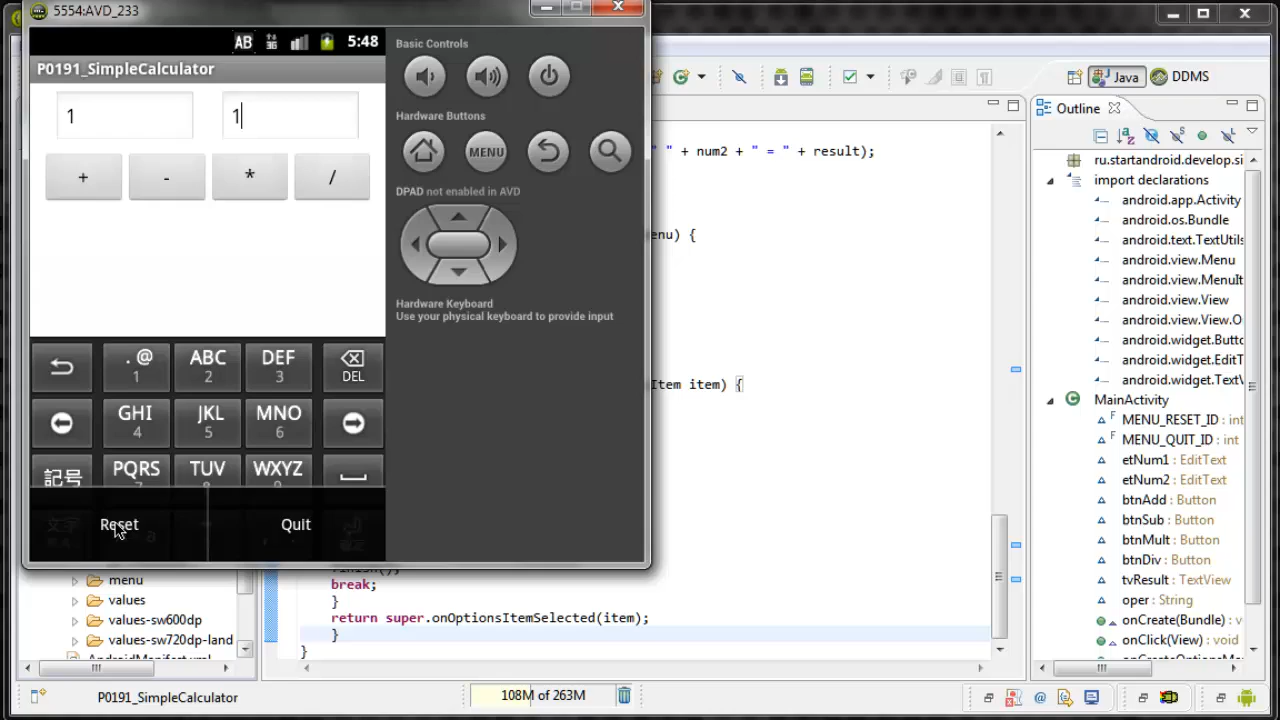 5554:AVD_233
AB
3G
5:48
P0191_SimpleCalculator
1
1
+
-
*
/
Basic Controls
Hardware Buttons
MENU
DPAD not enabled in AVD
Hardware Keyboard
Use your physical keyboard to provide input
. @
1
ABC
2
DEF
3
DEL
GHI
4
JKL
5
MNO
6
記号
PQRS
TUV
WXYZ
Reset
Quit
Java
DDMS
" + num2 + " = " + result);
enu) {
Item item) {
break;
}
return super.onOptionsItemSelected(item);
}
}
menu
values
values-sw600dp
values-sw720dp-land
Outline
ru.startandroid.develop.si
import declarations
android.app.Activity
android.os.Bundle
android.text.TextUtils
android.view.Menu
android.view.MenuIt
android.view.View
android.view.View.O
android.widget.Butto
android.widget.EditT
android.widget.TextV
MainActivity
MENU_RESET_ID : int
MENU_QUIT_ID : int
etNum1 : EditText
etNum2 : EditText
btnAdd : Button
btnSub : Button
btnMult : Button
btnDiv : Button
tvResult : TextView
oper : String
onCreate(Bundle) : v
onClick(View) : void
P0191_SimpleCalculator
108M of 263M